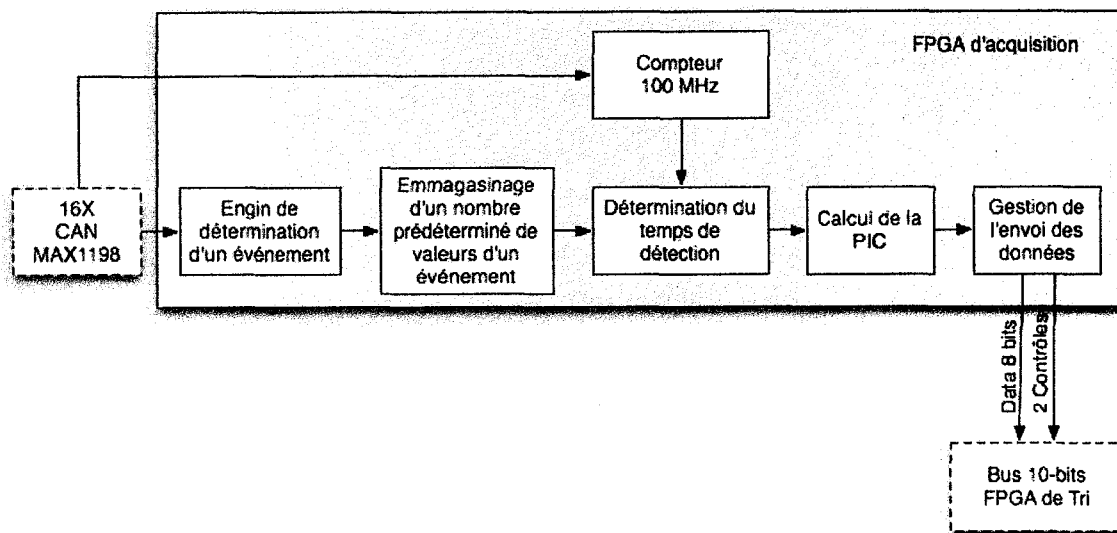 FPGA d'acquisition
Compteur
100 MHz
16X
CAN
MAX1198
Engin de
détermination
d'un événement
Emmagasinage
d'un nombre
prédéterminé de
valeurs d'un
événement
Détermination du
temps de
détection
Calcul de la
PIC
Gestion de
l'envoi des
données
Data 8 bits
2 Contrôles
Bus 10-bits
FPGA de Tri